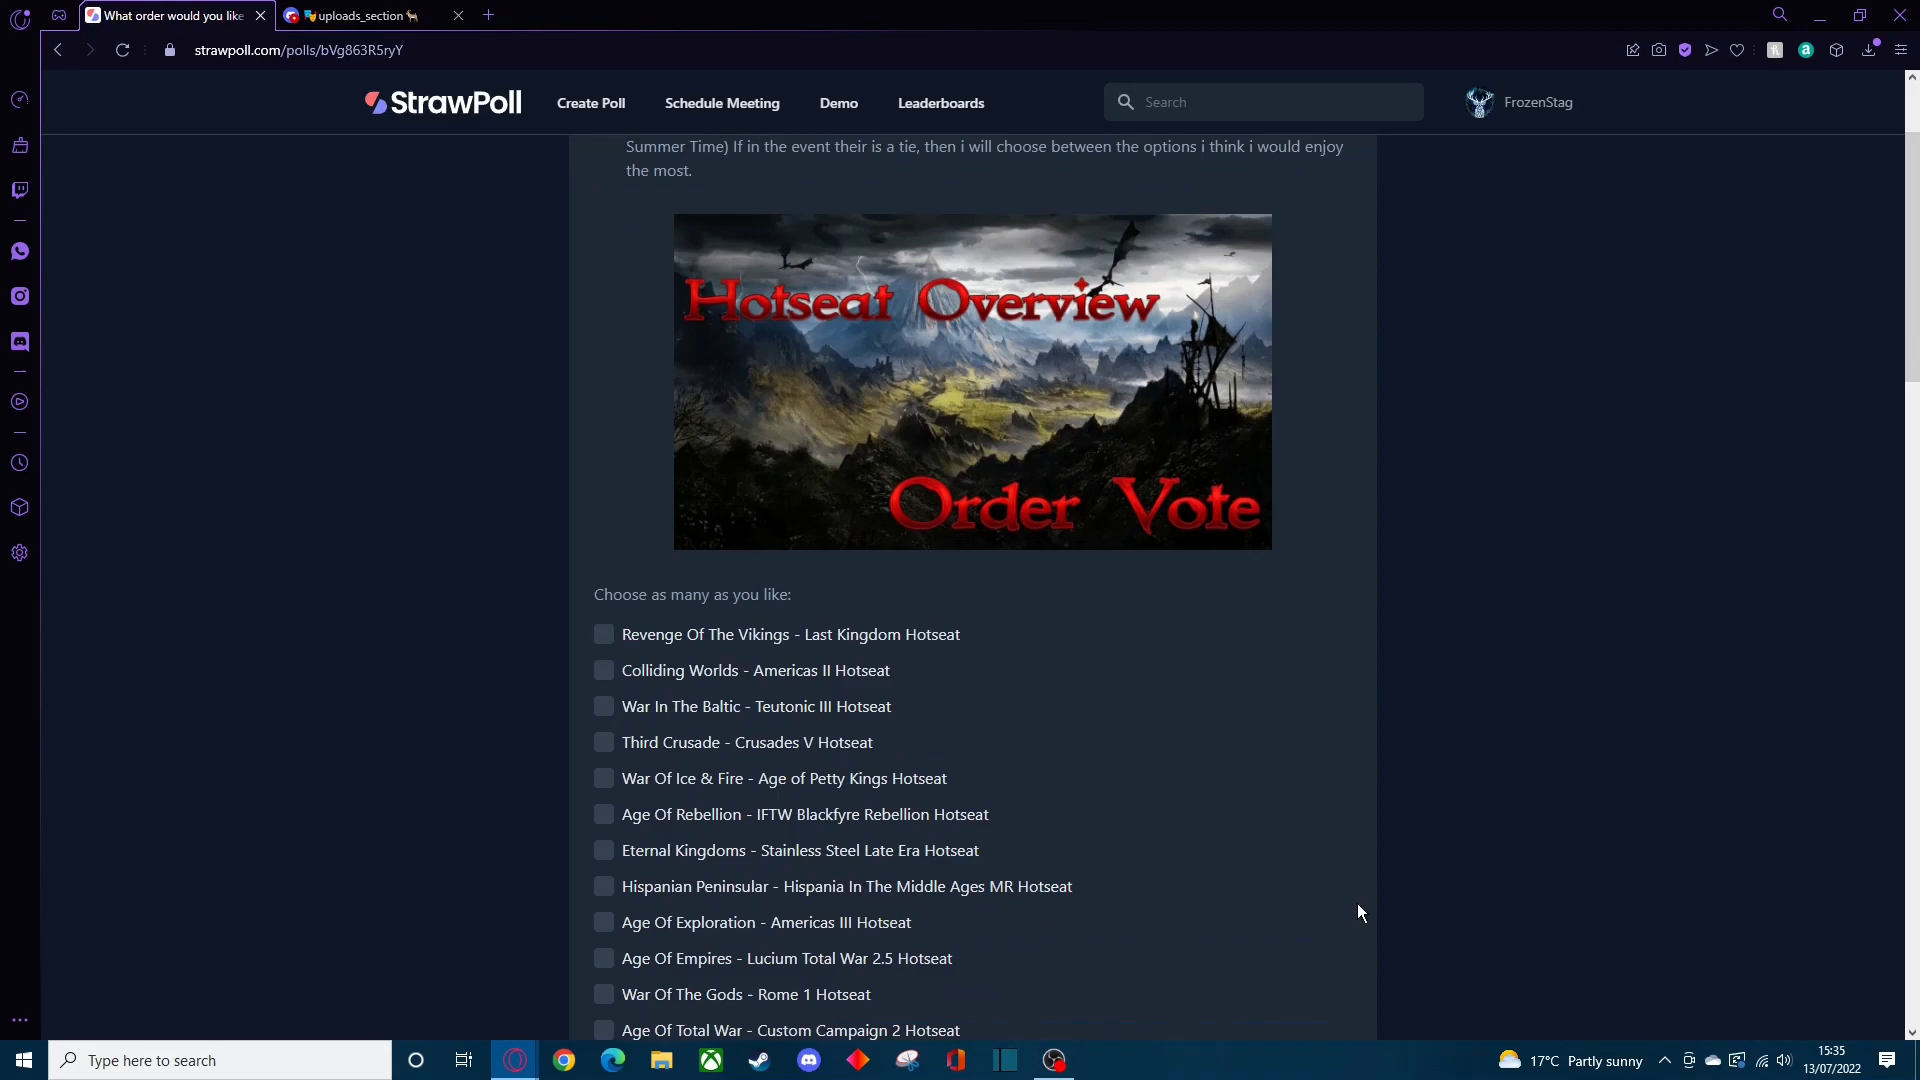 What order would you like
uploads_section
strawpoll.com/polls/bVg863R5ryY
StrawPoll
Create Poll
Schedule Meeting
Demo
Leaderboards
Search
FrozenStag
Summer Time) If in the event their is a tie, then i will choose between the options i think i would enjoy
the most.
Hotseat Overview
Order Vote
Choose as many as you like:
Revenge Of The Vikings - Last Kingdom Hotseat
Colliding Worlds - Americas II Hotseat
War In The Baltic - Teutonic III Hotseat
Third Crusade - Crusades V Hotseat
War Of Ice & Fire - Age of Petty Kings Hotseat
Age Of Rebellion - IFTW Blackfyre Rebellion Hotseat
Eternal Kingdoms - Stainless Steel Late Era Hotseat
Hispanian Peninsular - Hispania In The Middle Ages MR Hotseat
Age Of Exploration - Americas III Hotseat
Age Of Empires - Lucium Total War 2.5 Hotseat
War Of The Gods - Rome 1 Hotseat
Age Of Total War - Custom Campaign 2 Hotseat
Type here to search
17°C Partly sunny
15:35
13/07/2022